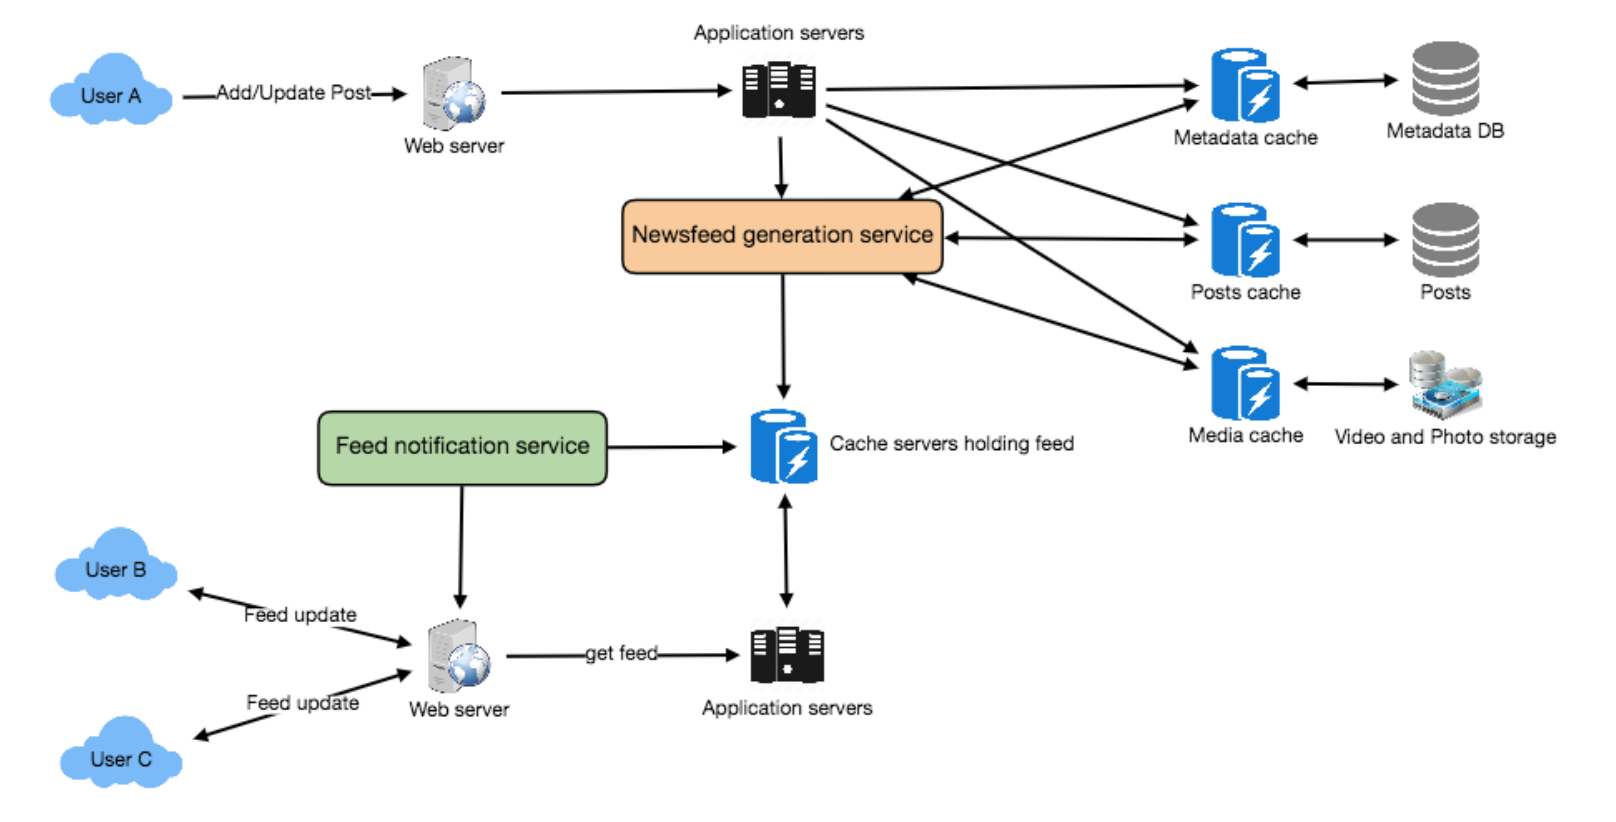 Application servers
User A
Add/Update Post
Web server
Metadata cache
Metadata DB
Newsfeed generation service
Posts cache
Posts
Media cache
Video and Photo storage
Feed notification service
Cache servers holding feed
User B
Feed update
get feed
Feed update
Web server
Application servers
User C